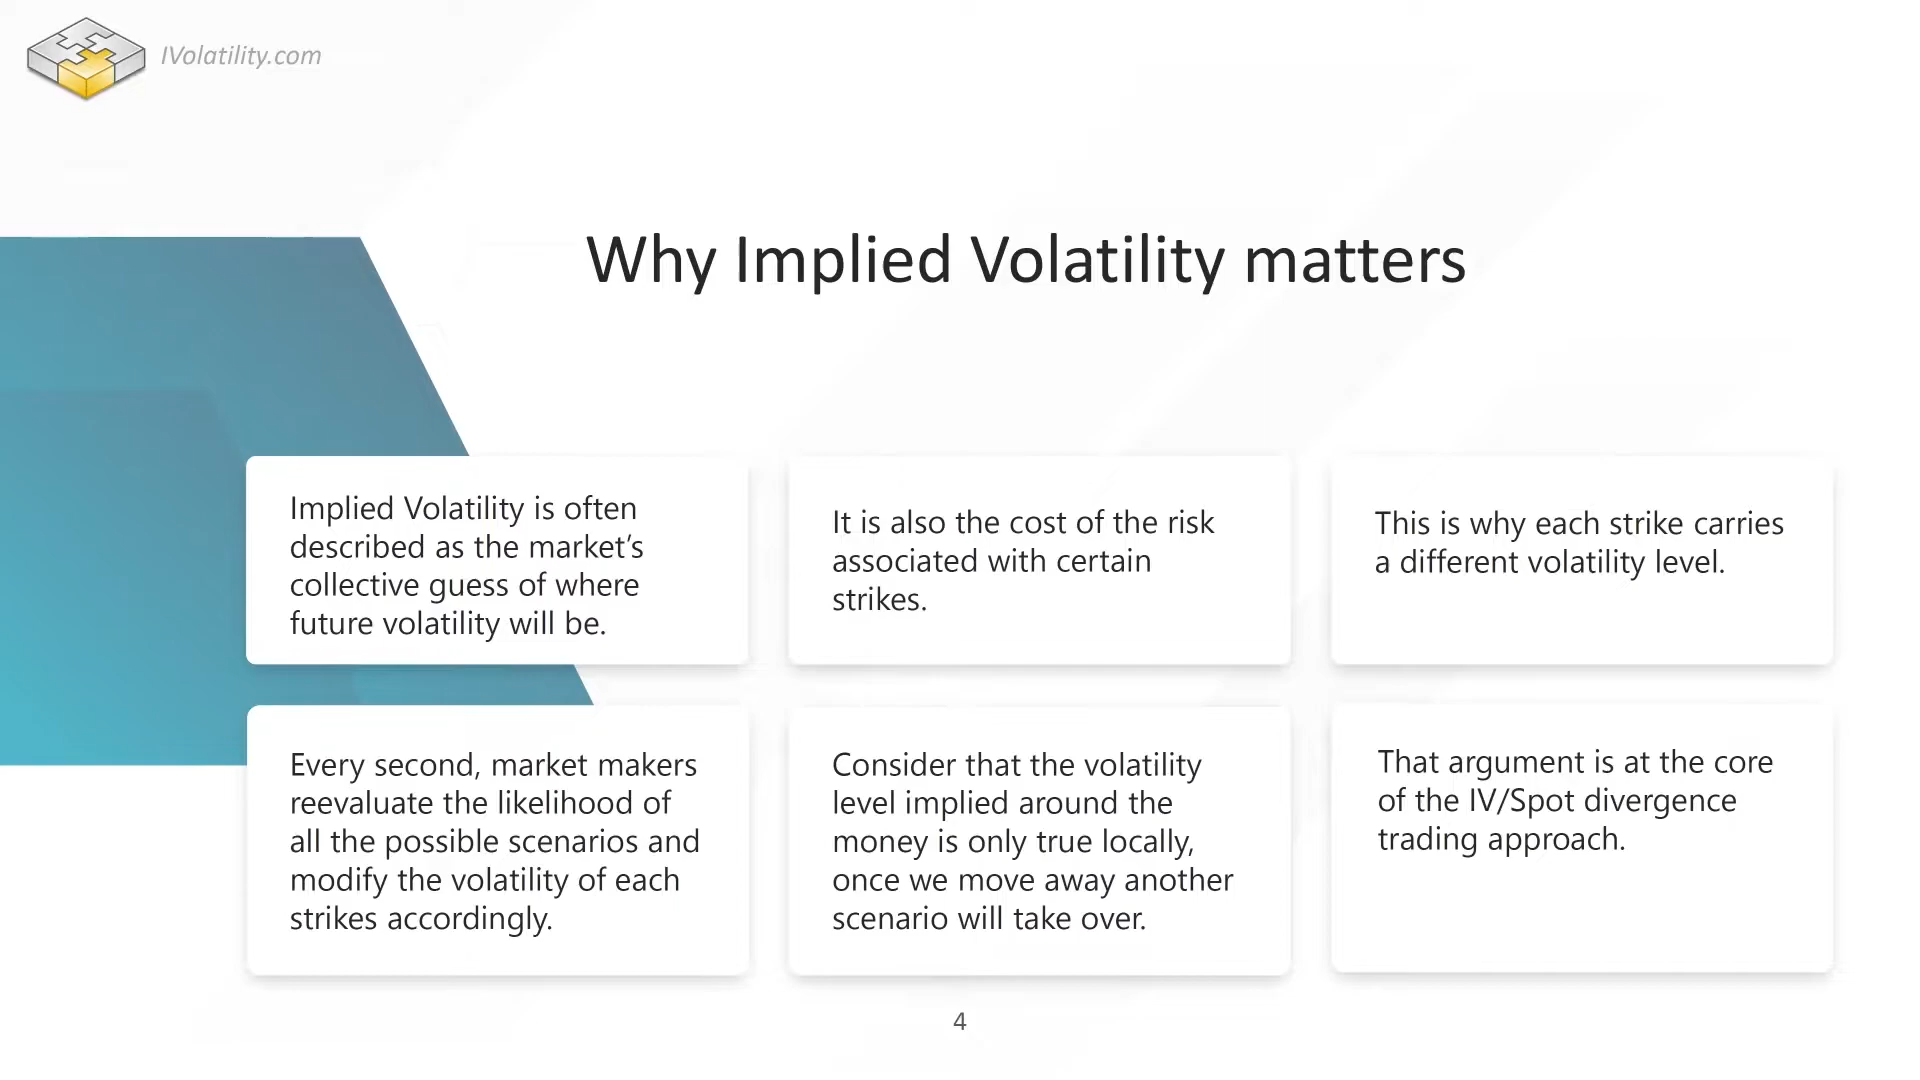 IVolatility.com
Why Implied Volatility matters
Implied Volatility is often
described as the market’s
collective guess of where
future volatility will be.
It is also the cost of the risk
associated with certain
strikes.
This is why each strike carries
a different volatility level.
Every second, market makers
reevaluate the likelihood of
all the possible scenarios and
modify the volatility of each
strikes accordingly.
Consider that the volatility
level implied around the
money is only true locally,
once we move away another
scenario will take over.
That argument is at the core
of the IV/Spot divergence
trading approach.
4